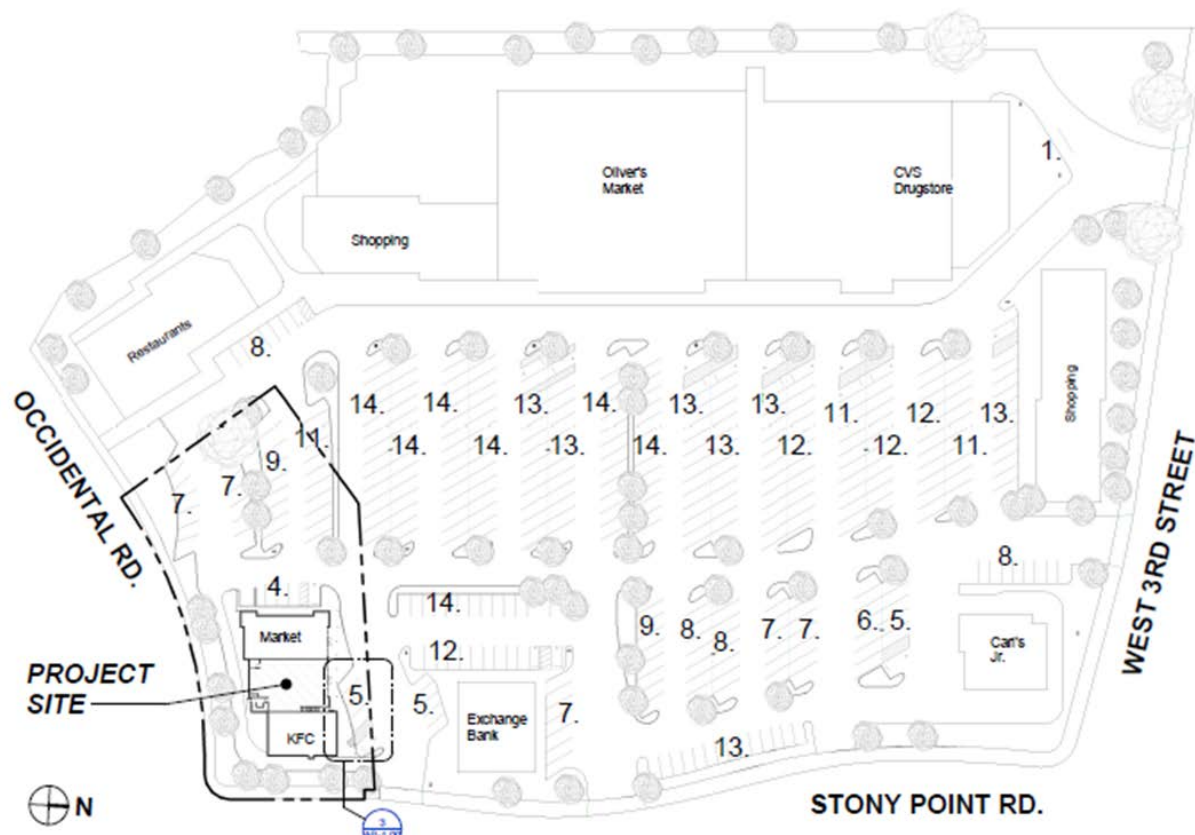 1.
Oliver's
Market
CVS
Drugstore
Shopping
Restaurants
8.
Shopping
14. 14. 13. 14. 13. 13. 11. 12. 13.
11. 14. 14. 13. 14. 13. 12. 12. 11.
OCCIDENTAL RD.
7. 7. 9.
WEST 3RD STREET
8.
4.
14.
9. 8. 8. 7. 7. 6. 5.
Market
12.
Carl's
Jr.
PROJECT
SITE
5. 5.
Exchange
Bank
7.
KFC
13.
N
STONY POINT RD.
3